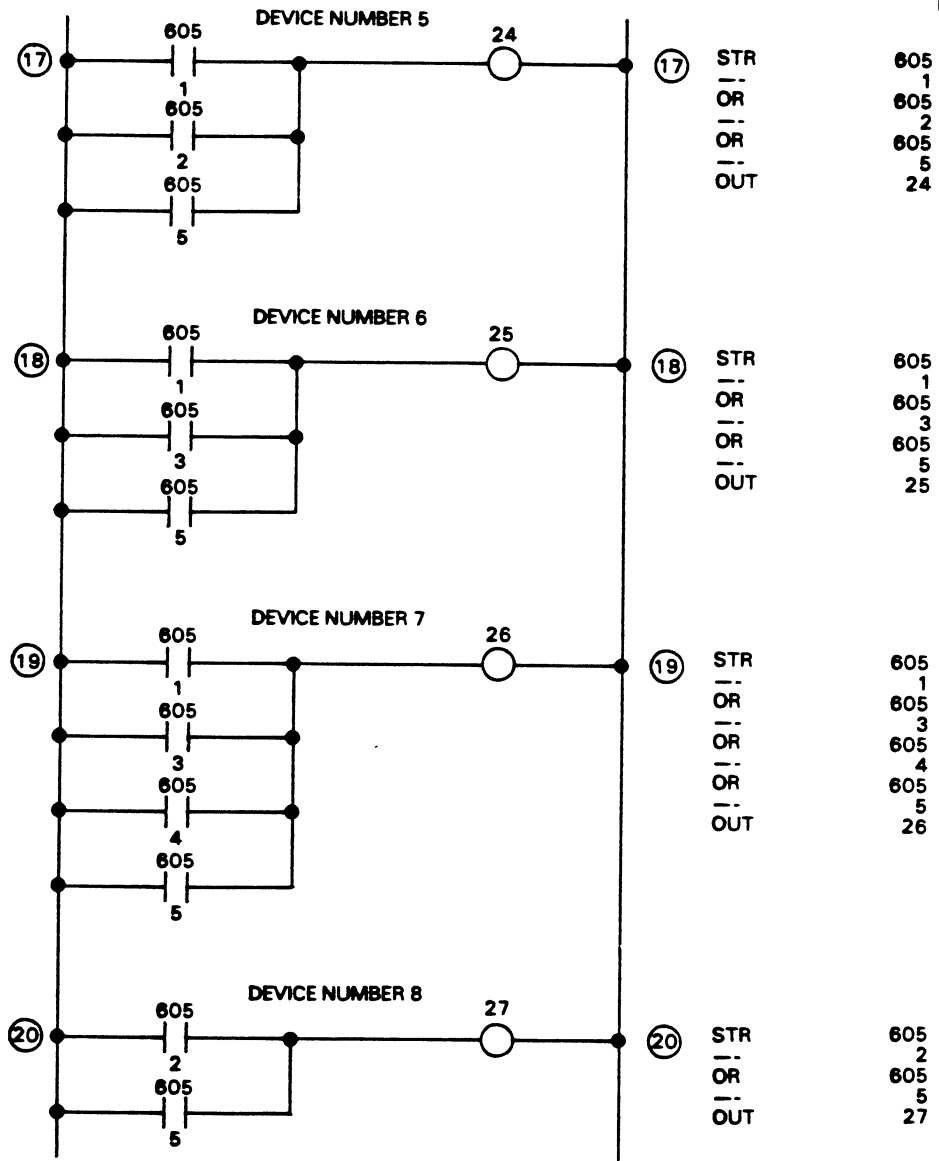 DEVICE NUMBER 5
605 24
17 17 STR 605
1 —· 1
OR 605
605 —· 2
2 OR 605
605 —· 5
5 OUT 24
DEVICE NUMBER 6
605 25
18 18 STR 605
1 —· 1
605 OR 605
—· 3
3 OR 605
605 —· 5
5 OUT 25
DEVICE NUMBER 7
605 26
19 19 STR 605
1 —· 1
605 OR 605
—· 3
3 OR 605
605 —· 4
4 OR 605
605 —· 5
5 OUT 26
DEVICE NUMBER 8
605 27
20 20 STR 605
2 —· 2
605 OR 605
—· 5
5 OUT 27